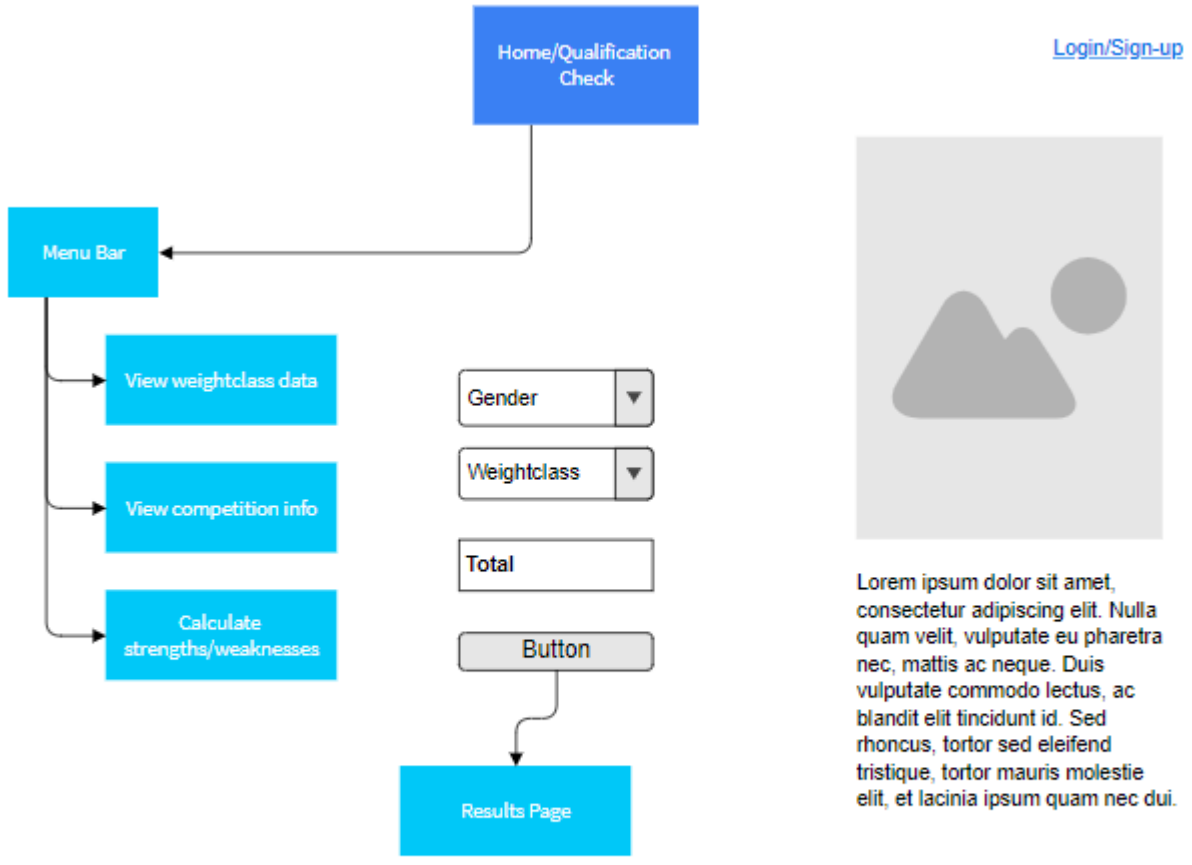 Home/Qualification
Check
Login/Sign-up
Menu Bar
View weightclass data
View competition info
Calculate
strengths/weaknesses
Gender
Weightclass
Total
Button
Results Page
Lorem ipsum dolor sit amet,
consectetur adipiscing elit. Nulla
quam velit, vulputate eu pharetra
nec, mattis ac neque. Duis
vulputate commodo lectus, ac
blandit elit tincidunt id. Sed
rhoncus, tortor sed eleifend
tristique, tortor mauris molestie
elit, et lacinia ipsum quam nec dui.